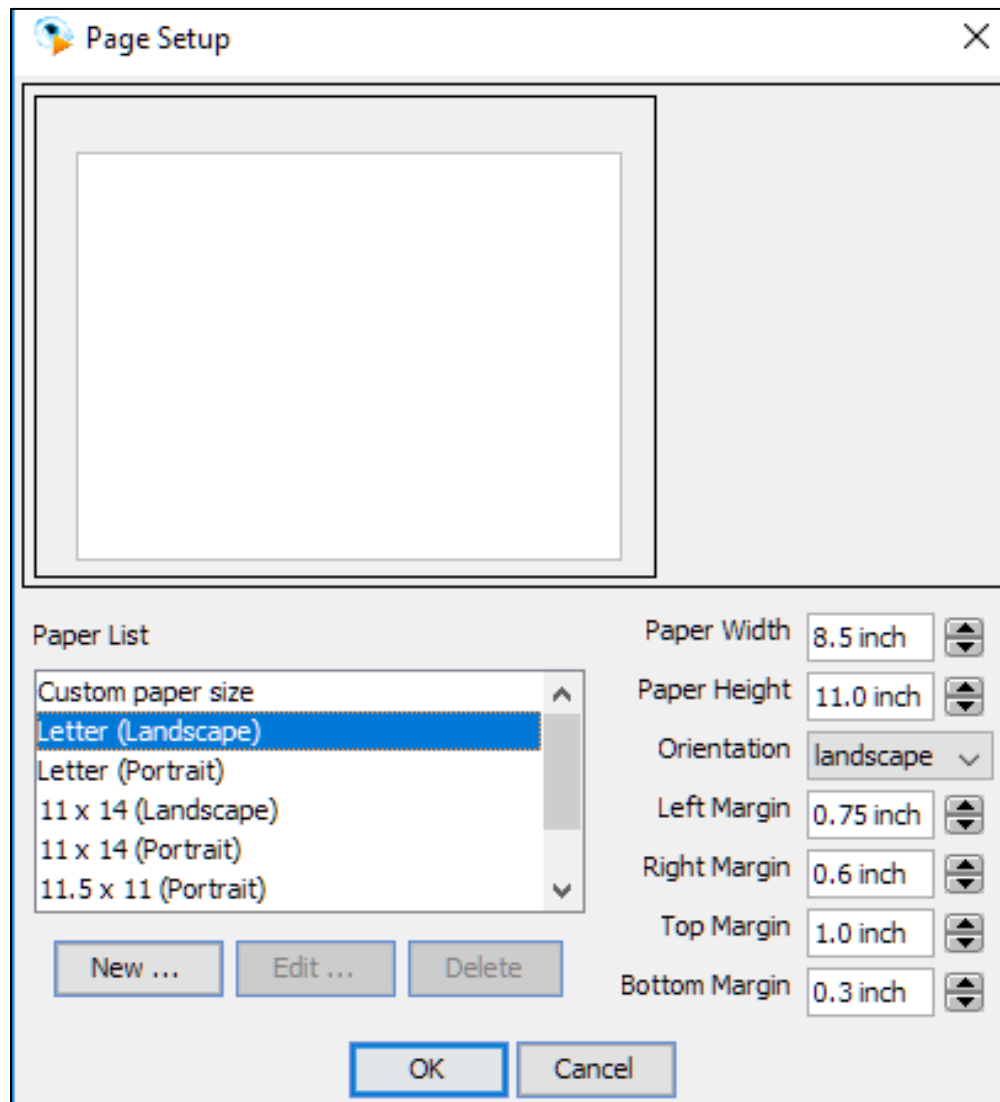 Page Setup
Paper List
Custom paper size
Letter (Landscape)
Letter (Portrait)
11 x 14 (Landscape)
11 x 14 (Portrait)
11.5 x 11 (Portrait)
New ...
Edit ...
Delete
Paper Width 8.5 inch
Paper Height 11.0 inch
Orientation landscape
Left Margin 0.75 inch
Right Margin 0.6 inch
Top Margin 1.0 inch
Bottom Margin 0.3 inch
OK
Cancel